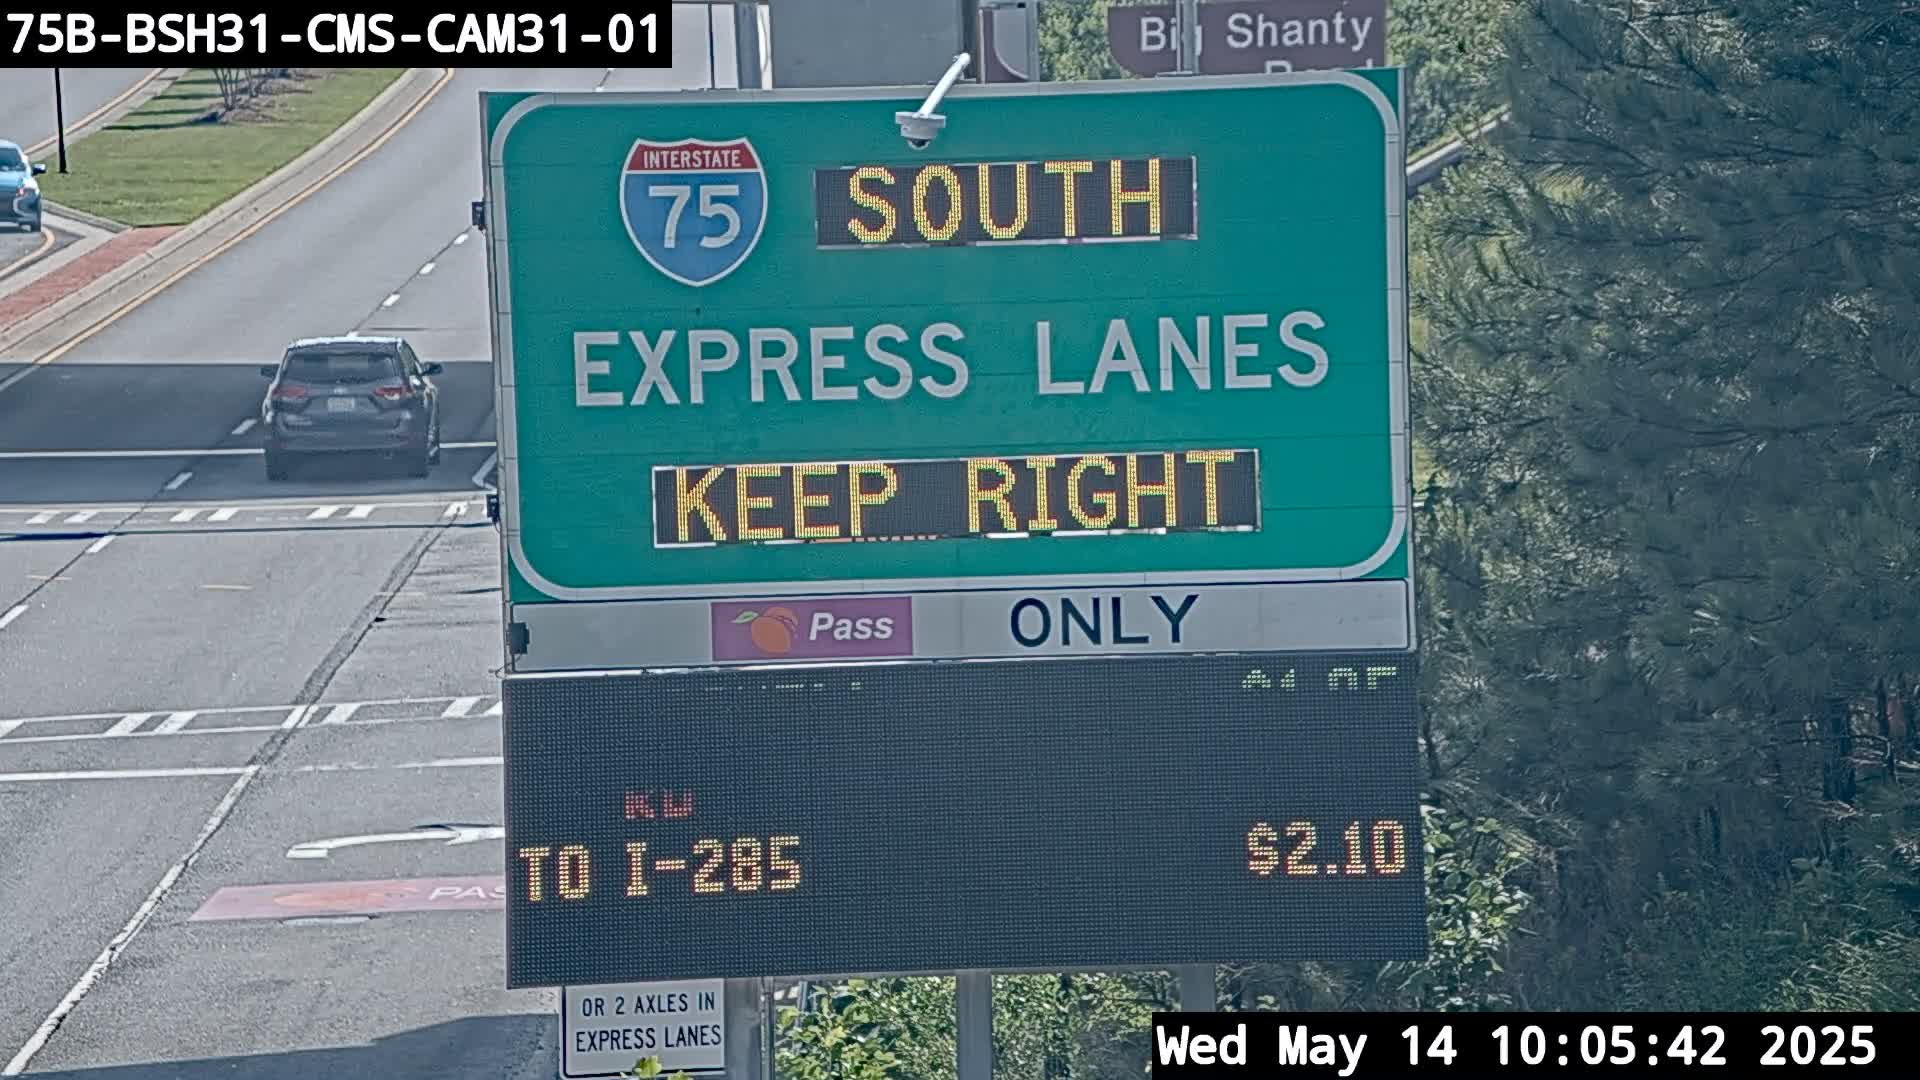 75B-BSH31-CMS-CAM31-01
Big Shanty
Road
INTERSTATE
75
SOUTH
EXPRESS LANES
KEEP RIGHT
Pass
ONLY
TO I-285
$2.10
OR 2 AXLES IN
EXPRESS LANES
Wed May 14 10:05:42 2025